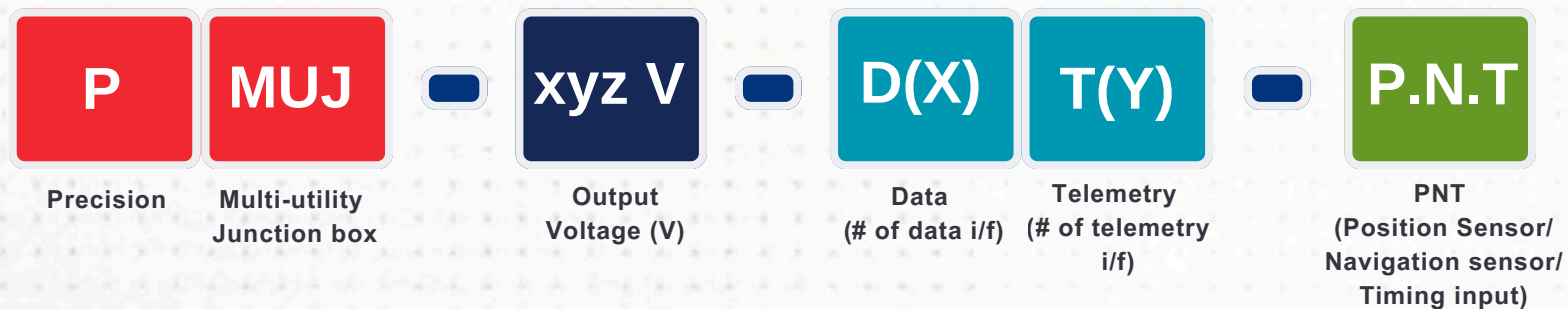 P MUJ xyz V D(X) T(Y) P.N.T
Precision
Multi-utility
Junction box
Output
Voltage (V)
Data
(# of data i/f)
Telemetry
(# of telemetry
i/f)
PNT
(Position Sensor/
Navigation sensor/
Timing input)